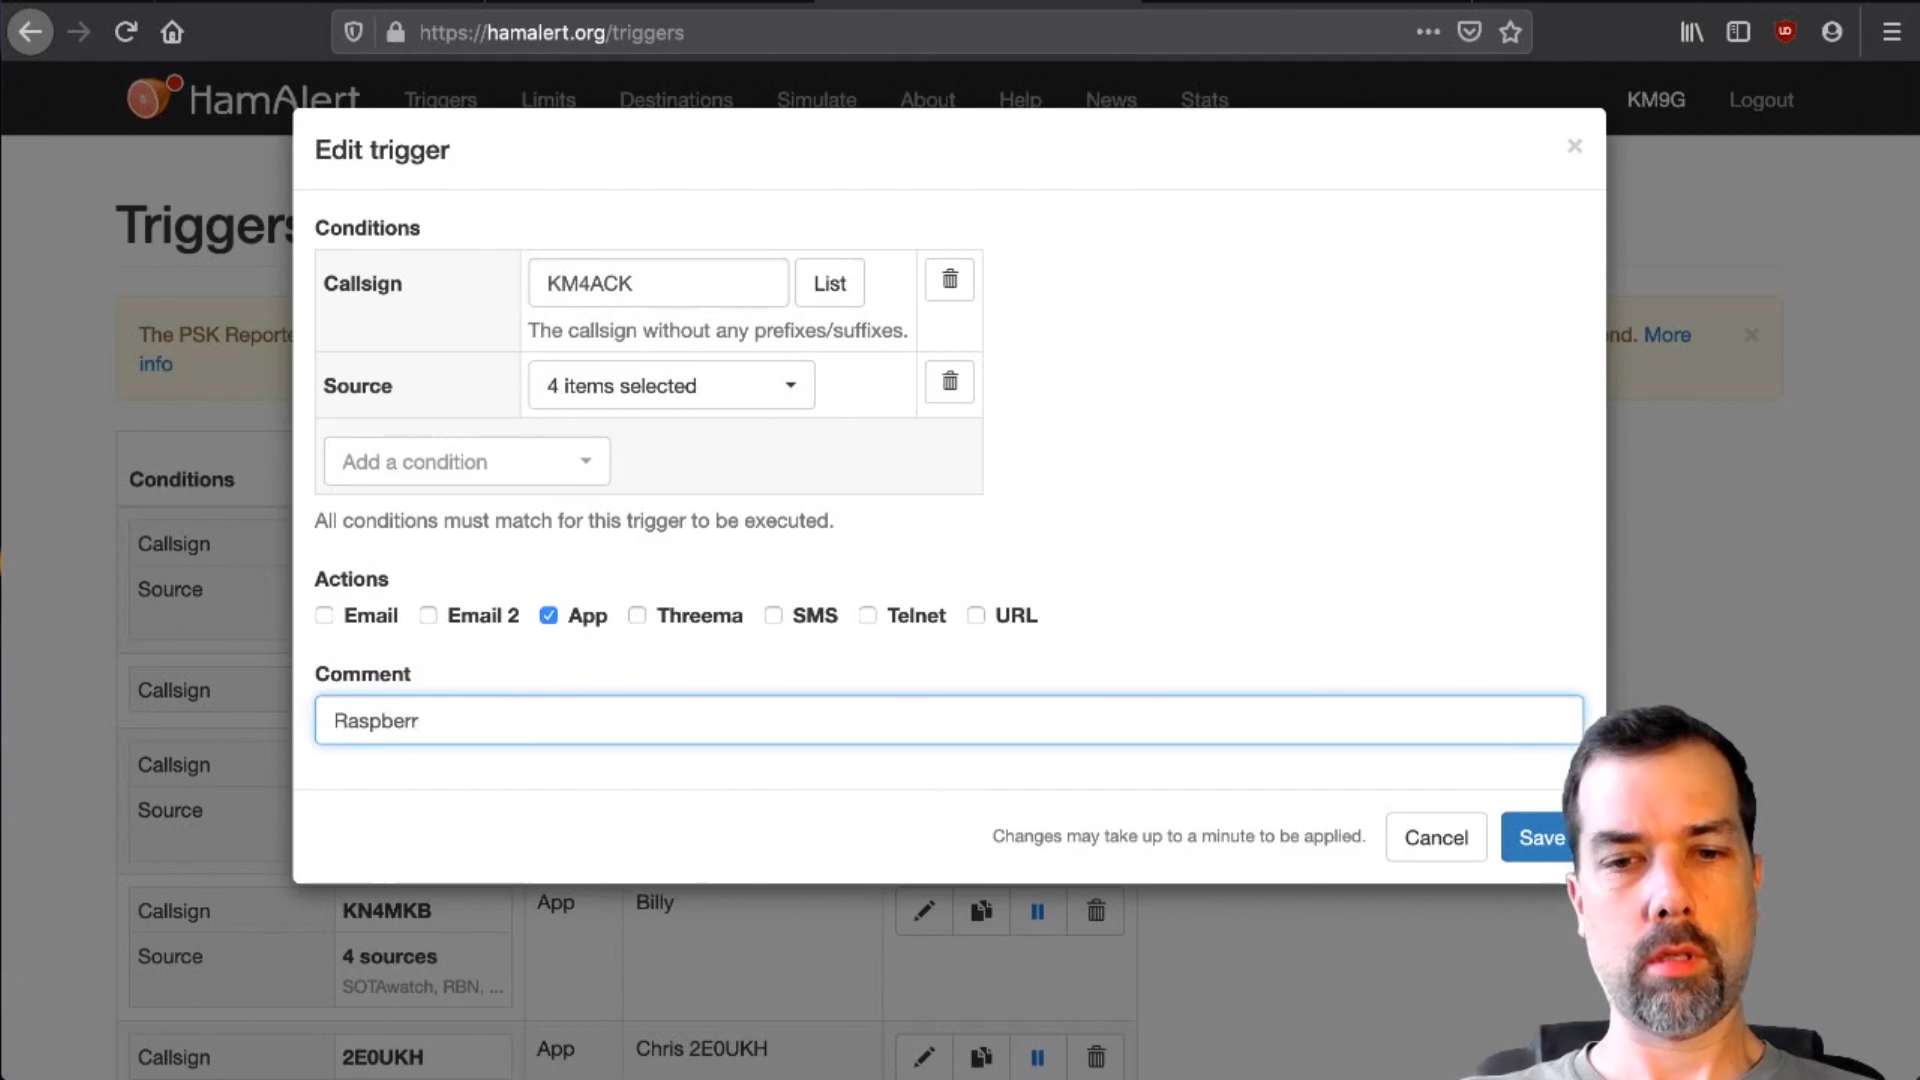 https://hamalert.org/triggers
HamAlert Triggers Limits Destinations Simulate About Help News Stats KM9G Logout
Edit trigger ×
Triggers
Conditions
Callsign KM4ACK List
The callsign without any prefixes/suffixes.
The PSK Reporte nd. More ×
info
Source 4 items selected
Add a condition
Conditions
All conditions must match for this trigger to be executed.
Callsign
Actions
Source
Email Email 2 App Threema SMS Telnet URL
Comment
Callsign
Raspberr
Callsign
Source
Changes may take up to a minute to be applied. Cancel Save
Callsign KN4MKB App Billy
Source 4 sources
SOTAwatch, RBN, ...
Callsign 2E0UKH App Chris 2E0UKH